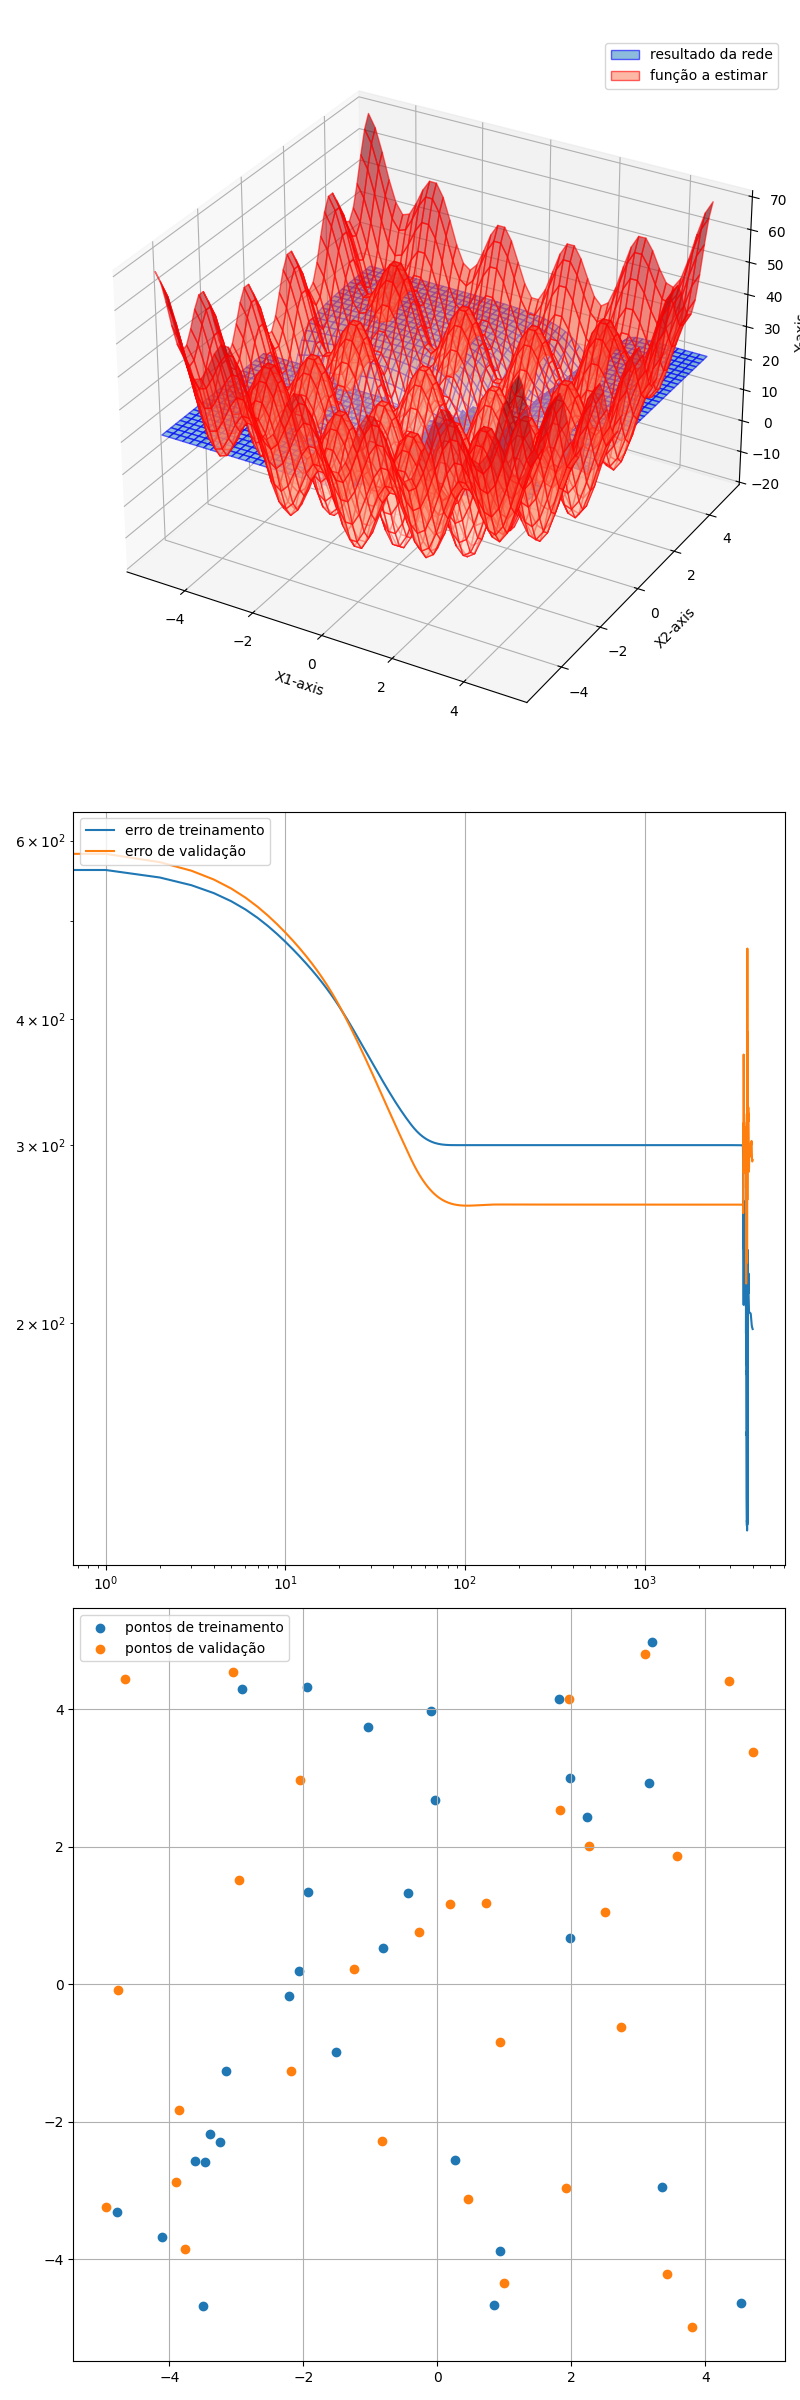 resultado da rede
função a estimar
70
60
50
40
30
20
10
0
−10
−20
−4
−2
0
2
4
X1-axis
−4
−2
0
2
4
X2-axis
erro de treinamento
erro de validação
6 × 10²
4 × 10²
3 × 10²
2 × 10²
10⁰
10¹
10²
10³
pontos de treinamento
pontos de validação
4
2
0
−2
−4
−4
−2
0
2
4